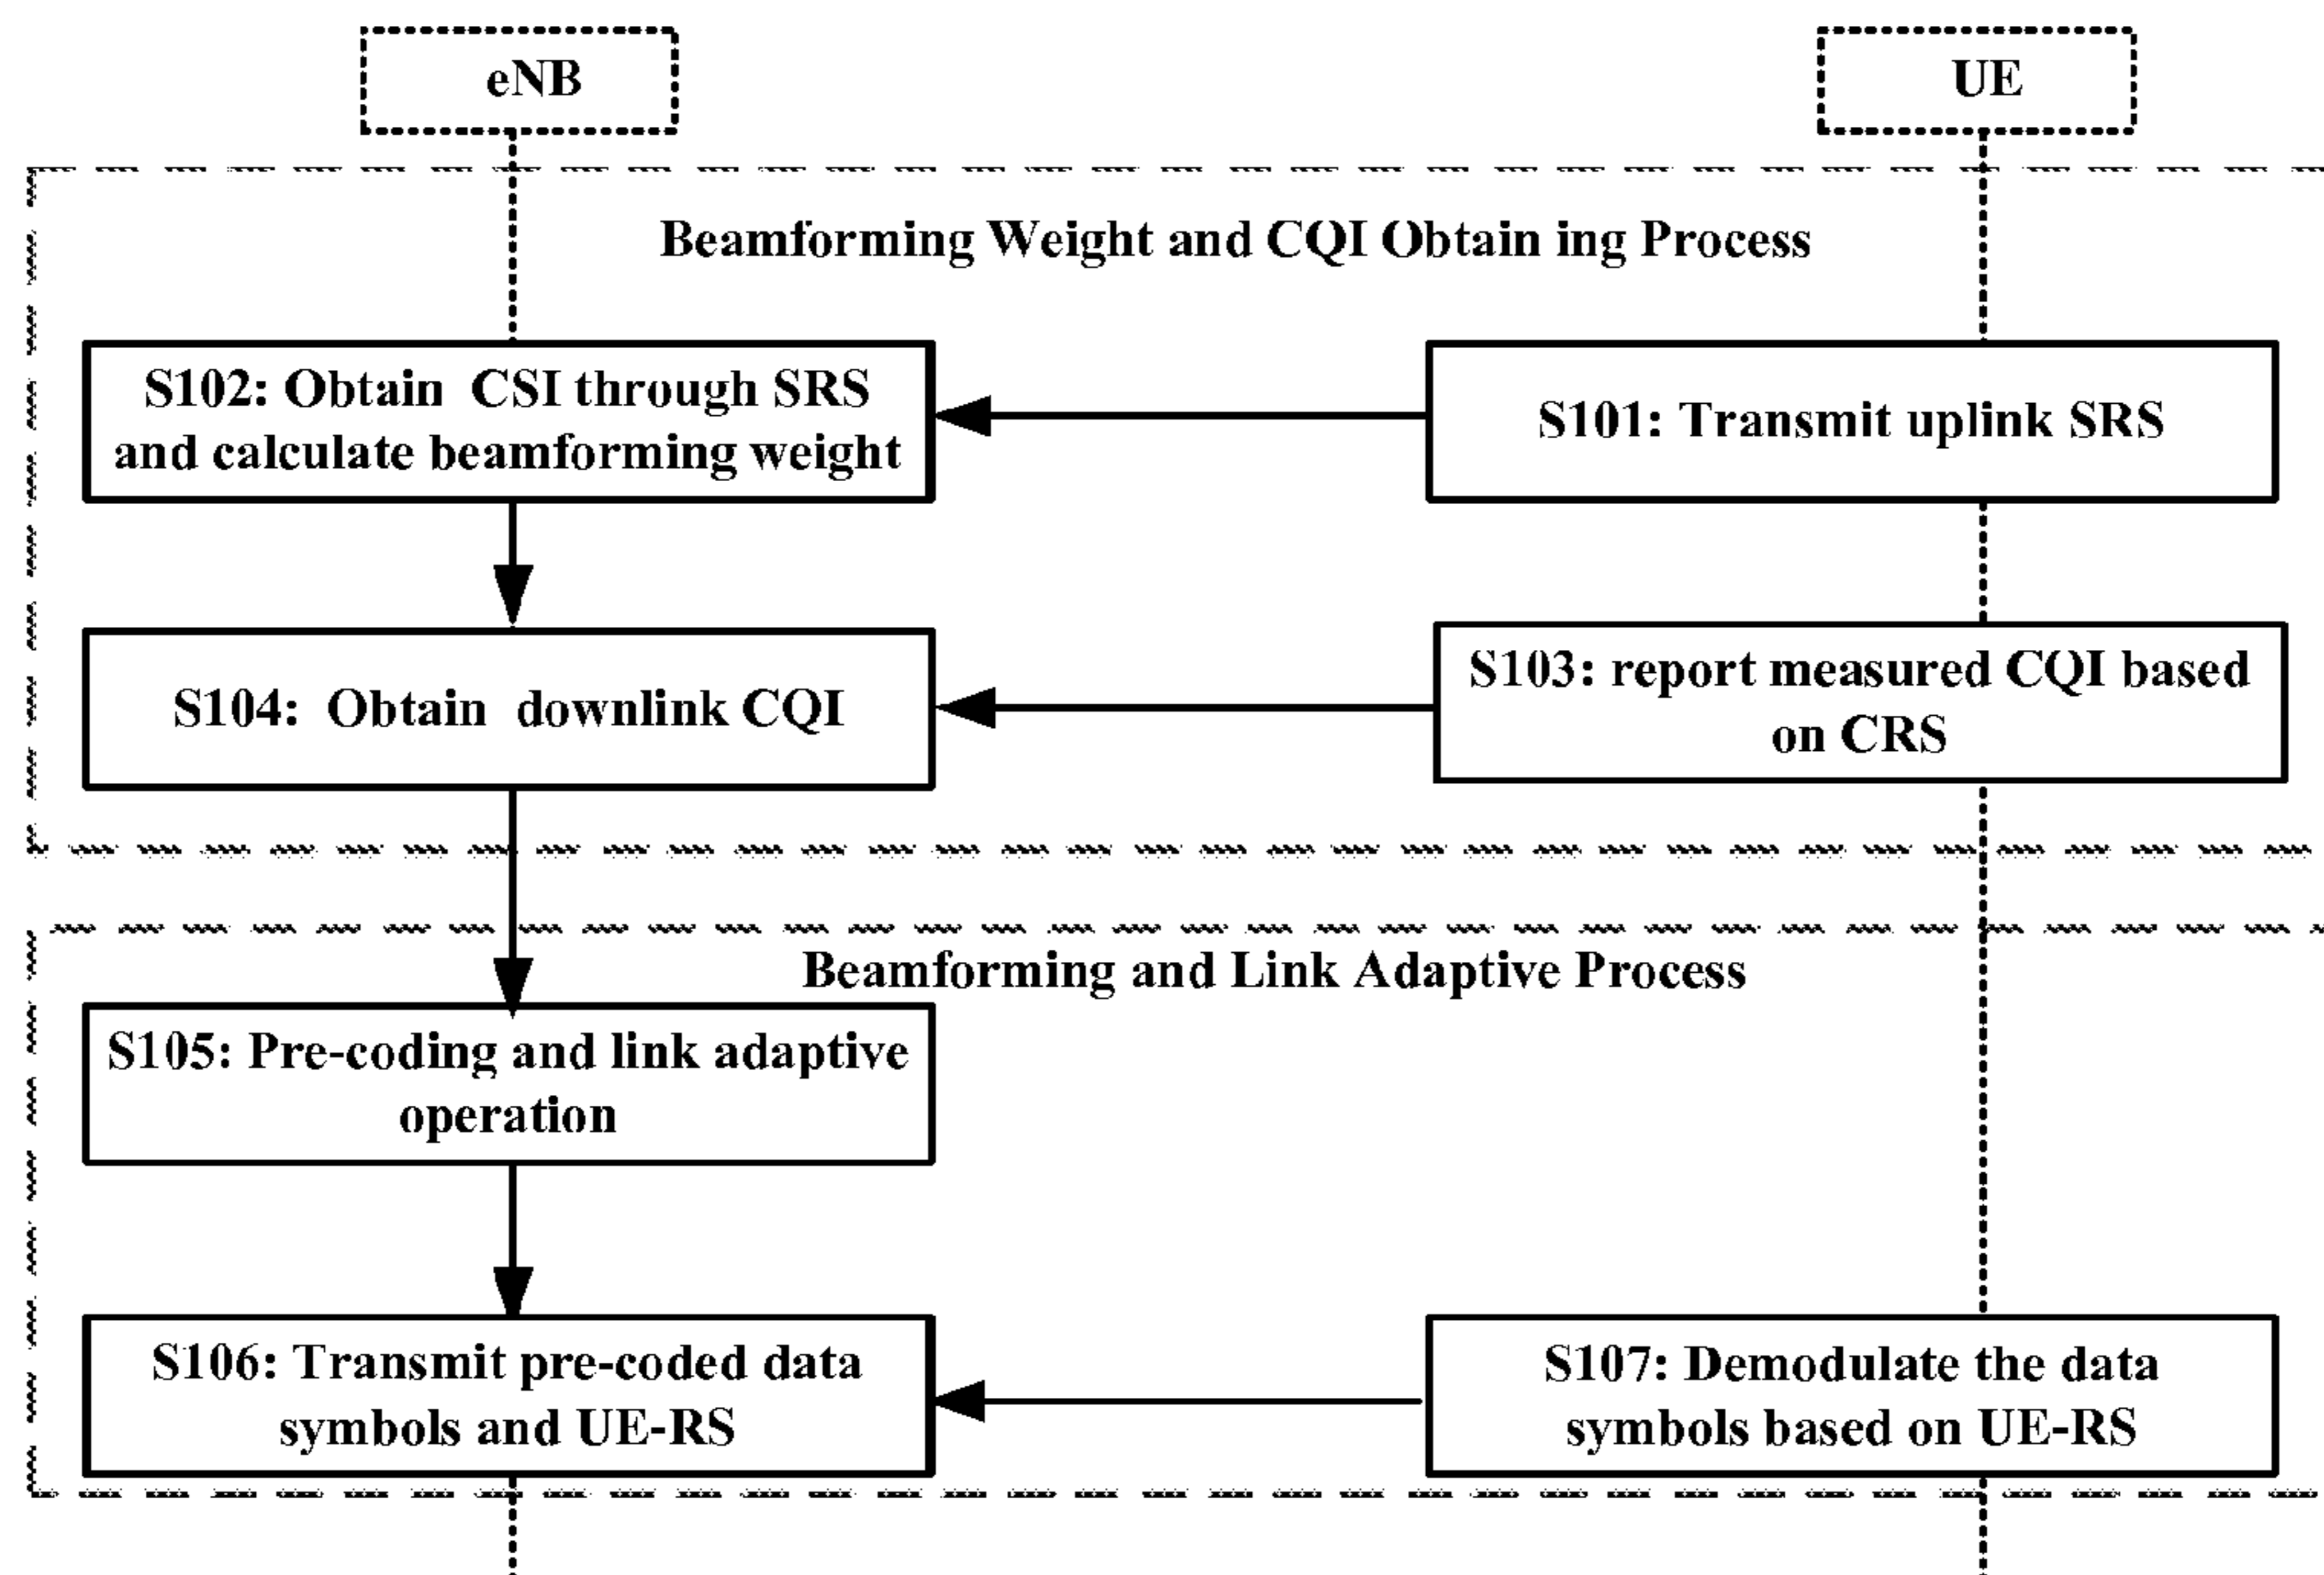 eNB
UE
Beamforming Weight and CQI Obtain ing Process
S102: Obtain CSI through SRS
and calculate beamforming weight
S101: Transmit uplink SRS
S104: Obtain downlink CQI
S103: report measured CQI based
on CRS
Beamforming and Link Adaptive Process
S105: Pre-coding and link adaptive
operation
S106: Transmit pre-coded data
symbols and UE-RS
S107: Demodulate the data
symbols based on UE-RS